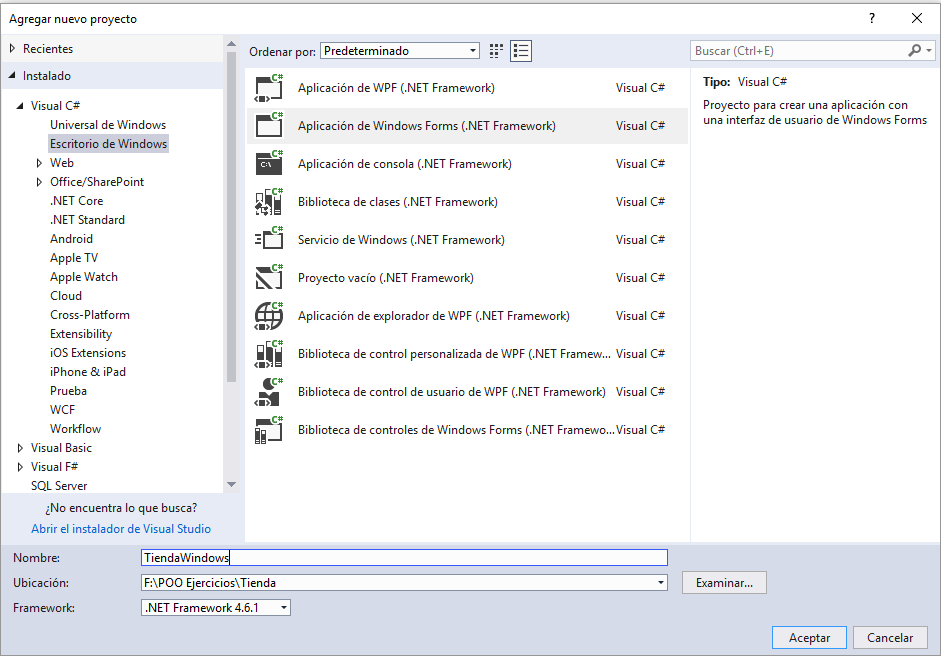 Agregar nuevo proyecto
?
Recientes
Instalado
Visual C#
Universal de Windows
Escritorio de Windows
Web
Office/SharePoint
.NET Core
.NET Standard
Android
Apple TV
Apple Watch
Cloud
Cross-Platform
Extensibility
iOS Extensions
iPhone & iPad
Prueba
WCF
Workflow
Visual Basic
Visual F#
SQL Server
¿No encuentra lo que busca?
Abrir el instalador de Visual Studio
Ordenar por: Predeterminado
Buscar (Ctrl+E)
C# Aplicación de WPF (.NET Framework) Visual C#
C# Aplicación de Windows Forms (.NET Framework) Visual C#
C# C:\ Aplicación de consola (.NET Framework) Visual C#
C# Biblioteca de clases (.NET Framework) Visual C#
C# Servicio de Windows (.NET Framework) Visual C#
C# Proyecto vacío (.NET Framework) Visual C#
C# Aplicación de explorador de WPF (.NET Framework) Visual C#
C# Biblioteca de control personalizada de WPF (.NET Framew... Visual C#
C# Biblioteca de control de usuario de WPF (.NET Framework) Visual C#
C# Biblioteca de controles de Windows Forms (.NET Framewo... Visual C#
Tipo: Visual C#
Proyecto para crear una aplicación con
una interfaz de usuario de Windows Forms
Nombre: TiendaWindows
Ubicación: F:\POO Ejercicios\Tienda Examinar...
Framework: .NET Framework 4.6.1
Aceptar Cancelar